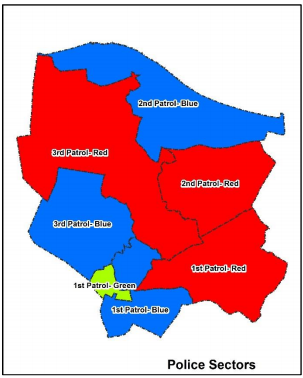 2nd Patrol- Blue
3rd Patrol- Red
2nd Patrol- Red
3rd Patrol- Blue
1st Patrol- Red
1st Patrol- Green
1st Patrol- Blue
Police Sectors